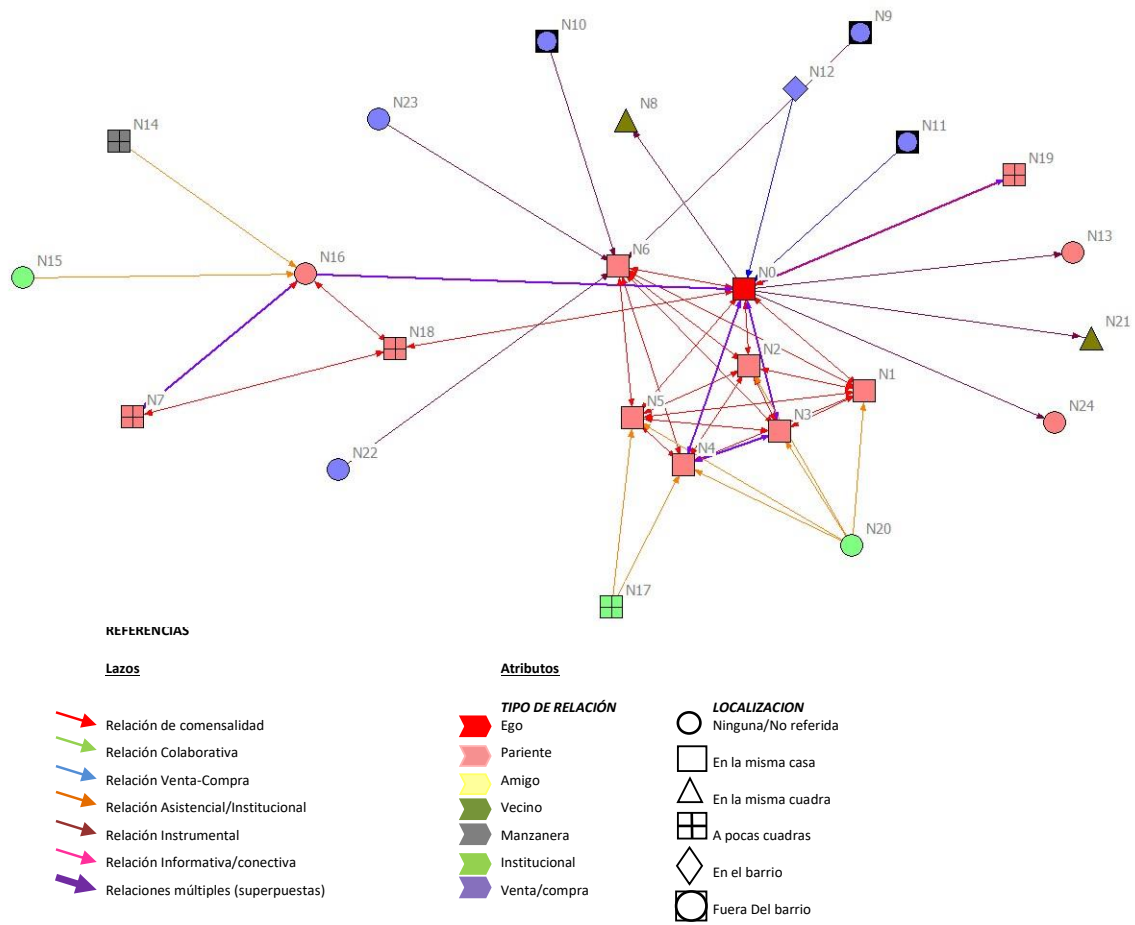 N9
N10
N12
N23
N8
N11
N14
N19
N13
N6
N15
N16
N0
N21
N18
N2
N1
N7
N5
N3
N24
N4
N22
N20
N17
REFERENCIAS
Lazos
Relación de comensalidad
Relación Colaborativa
Relación Venta-Compra
Relación Asistencial/Institucional
Relación Instrumental
Relación Informativa/conectiva
Relaciones múltiples (superpuestas)
Atributos
TIPO DE RELACIÓN
Ego
Pariente
Amigo
Vecino
Manzanera
Institucional
Venta/compra
LOCALIZACION
Ninguna/No referida
En la misma casa
En la misma cuadra
A pocas cuadras
En el barrio
Fuera Del barrio